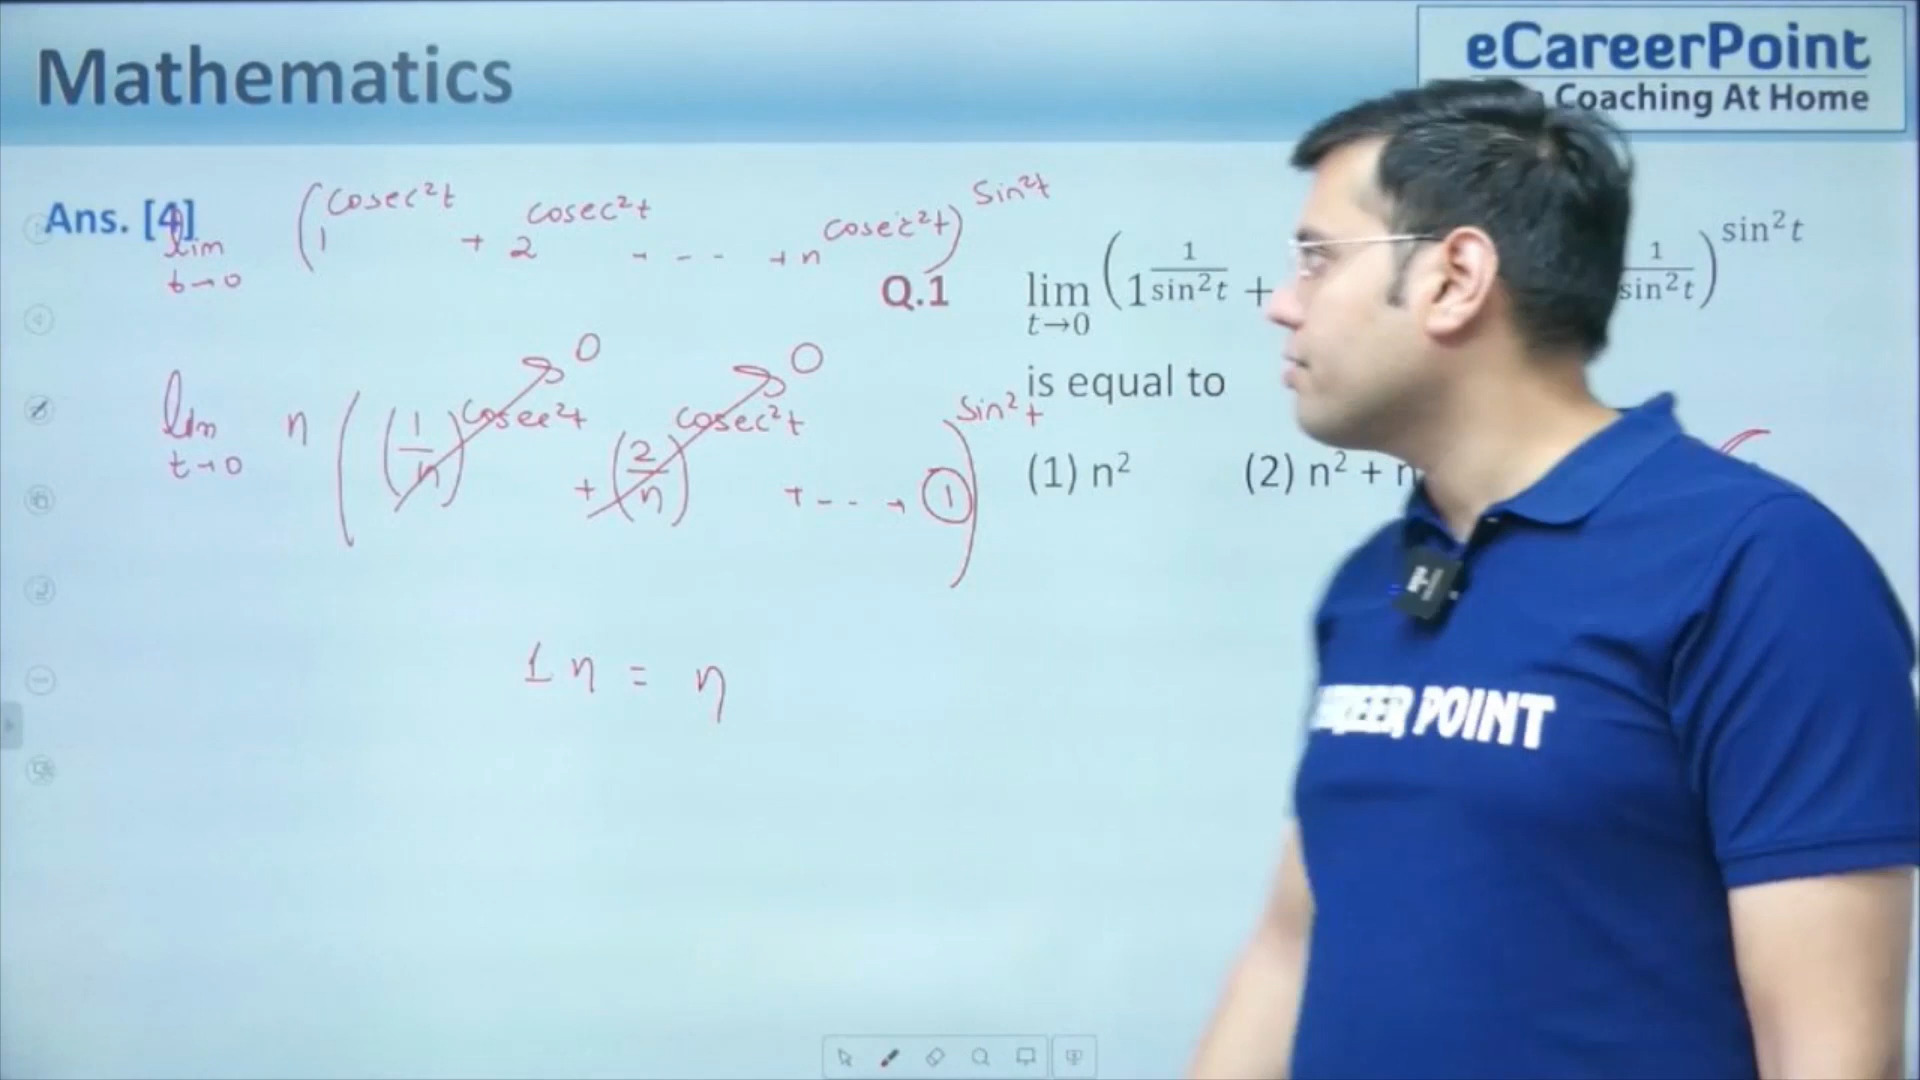 Mathematics
eCareerPoint
Coaching At Home
Ans. [4]
lim t→0 (1^cosec²t + 2^cosec²t + - - - + n^cosec²t)^Sin²t
Q.1 lim t→0 (1^(1/sin²t) + 1/sin²t)^sin²t
is equal to
(1) n² (2) n² + n
lim t→0 n ((1/n)^cosec²t + (2/n)^cosec²t + - - - + 1)^Sin²t
0 0
1 n = n
CAREER POINT